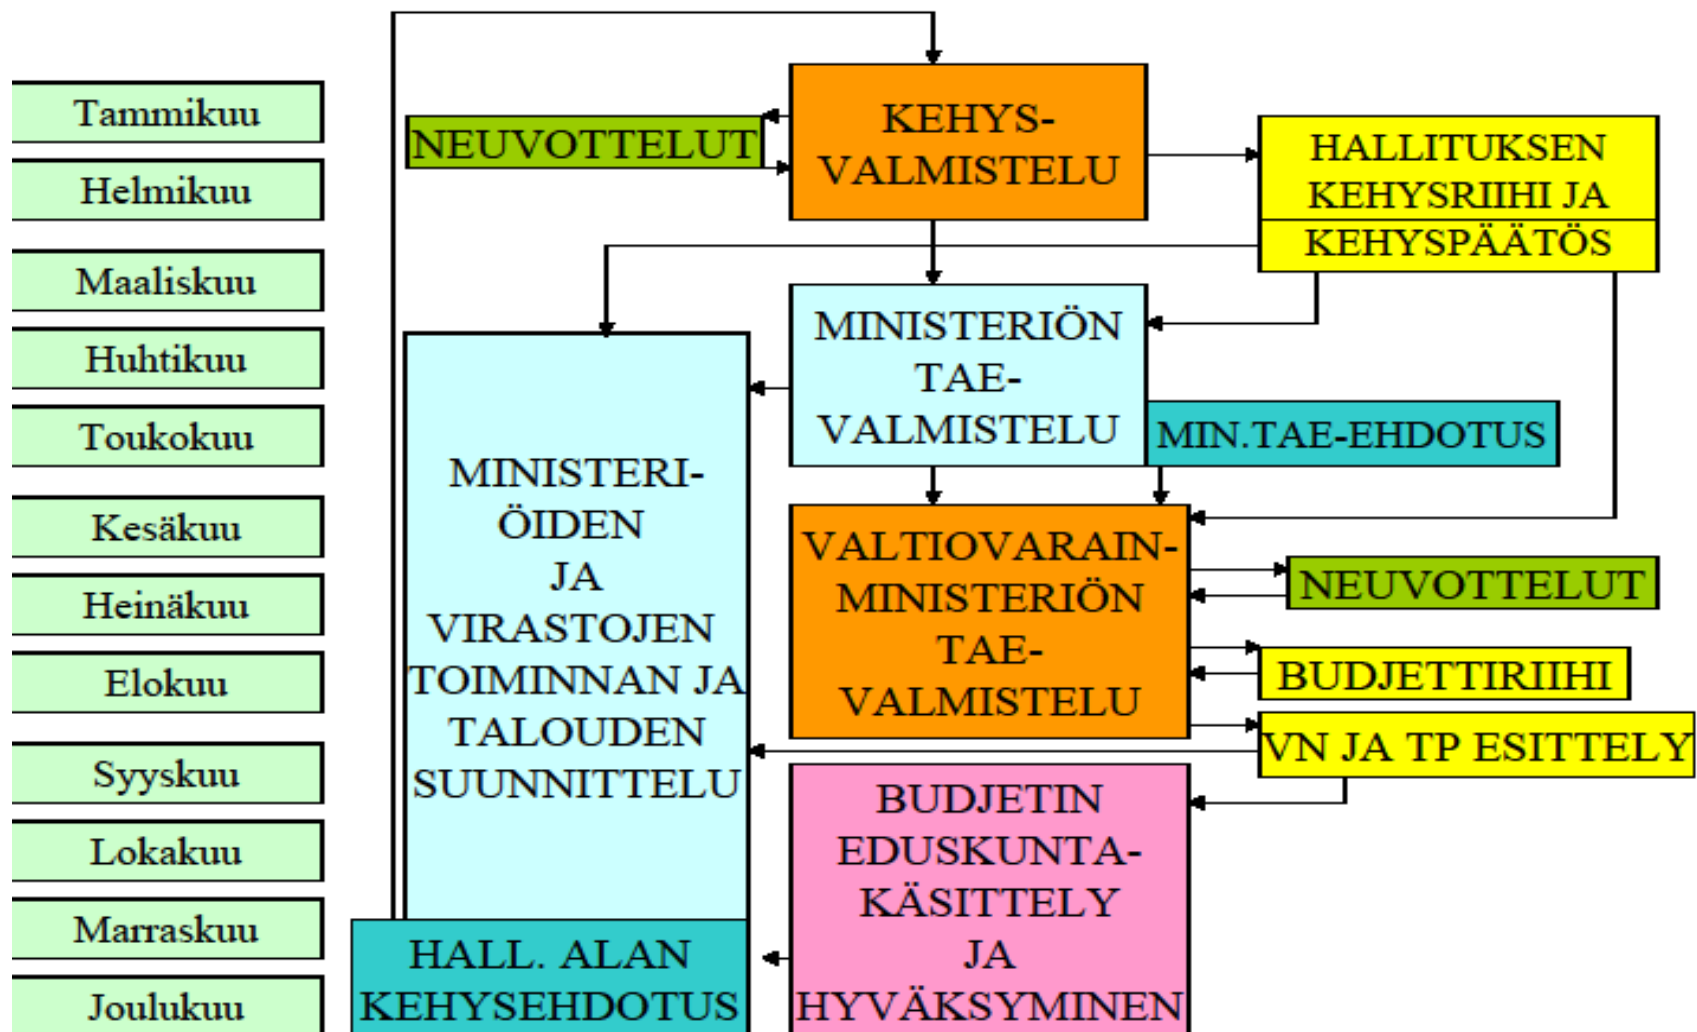 Tammikuu
Helmikuu
Maaliskuu
Huhtikuu
Toukokuu
Kesäkuu
Heinäkuu
Elokuu
Syyskuu
Lokakuu
Marraskuu
Joulukuu
NEUVOTTELUT
KEHYS-
VALMISTELU
HALLITUKSEN
KEHYSRIIHI JA
KEHYSPÄÄTÖS
MINISTERIÖN
TAE-
VALMISTELU
MIN.TAE-EHDOTUS
MINISTERI-
ÖIDEN
JA
VIRASTOJEN
TOIMINNAN JA
TALOUDEN
SUUNNITTELU
VALTIOVARAIN-
MINISTERIÖN
TAE-
VALMISTELU
NEUVOTTELUT
BUDJETTIRIIHI
VN JA TP ESITTELY
BUDJETIN
EDUSKUNTA-
KÄSITTELY
JA
HYVÄKSYMINEN
HALL. ALAN
KEHYSEHDOTUS